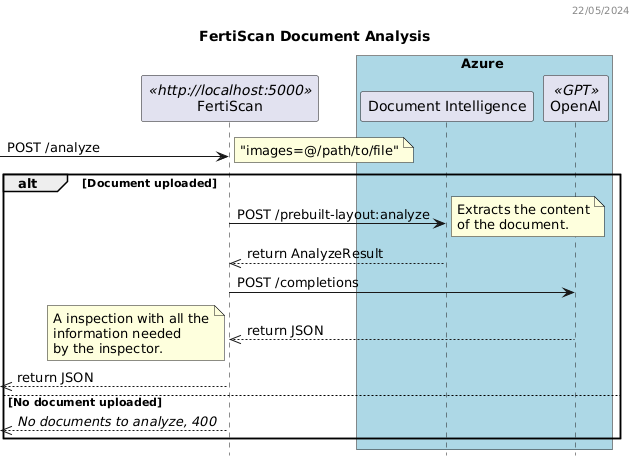 22/05/2024
FertiScan Document Analysis
Azure
«http://localhost:5000»
FertiScan
Document Intelligence
«GPT»
OpenAI
POST /analyze
"images=@/path/to/file"
alt
[Document uploaded]
POST /prebuilt-layout:analyze
Extracts the content
of the document.
return AnalyzeResult
POST /completions
A inspection with all the
information needed
by the inspector.
return JSON
return JSON
[No document uploaded]
No documents to analyze, 400